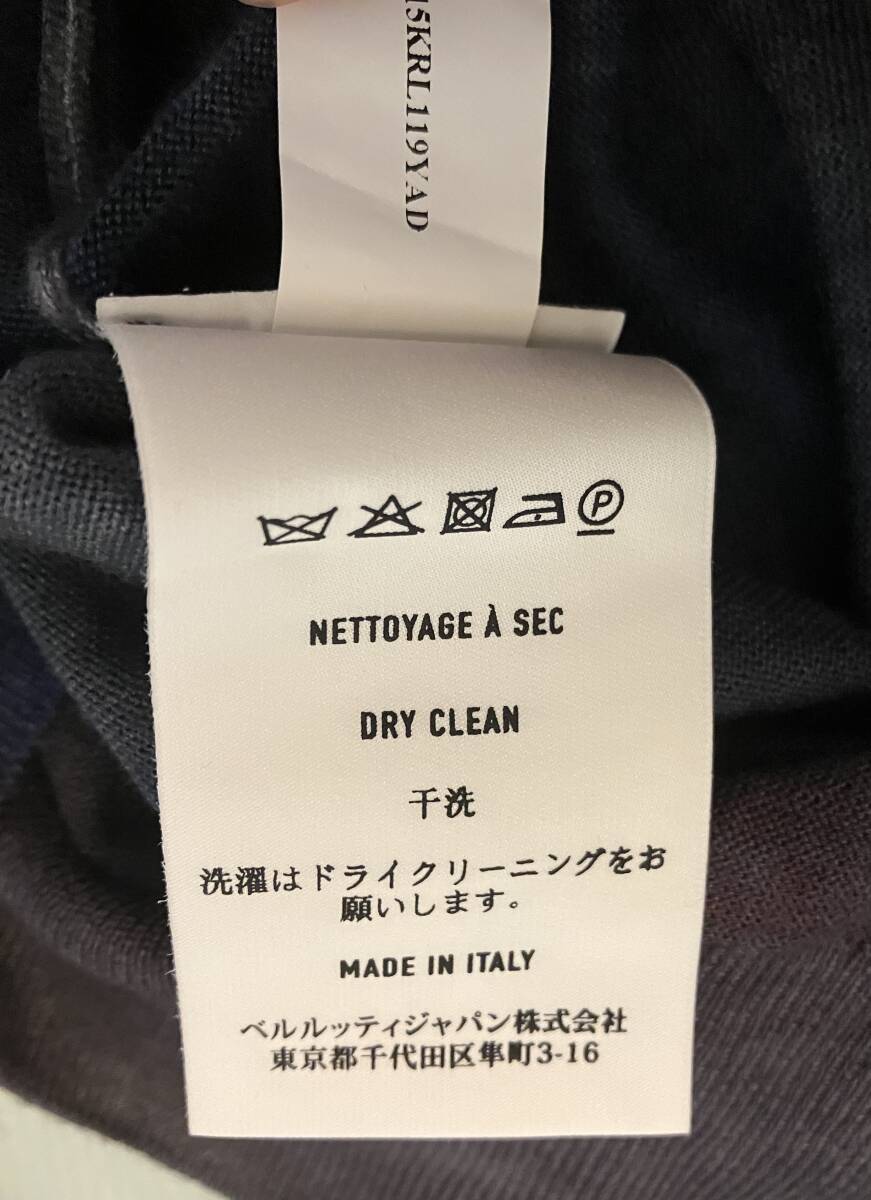 15KRL119YAD
P
NETTOYAGE À SEC
DRY CLEAN
干洗
洗濯はドライクリーニングをお
願いします。
MADE IN ITALY
ベルルッティジャパン株式会社
東京都千代田区隼町3-16